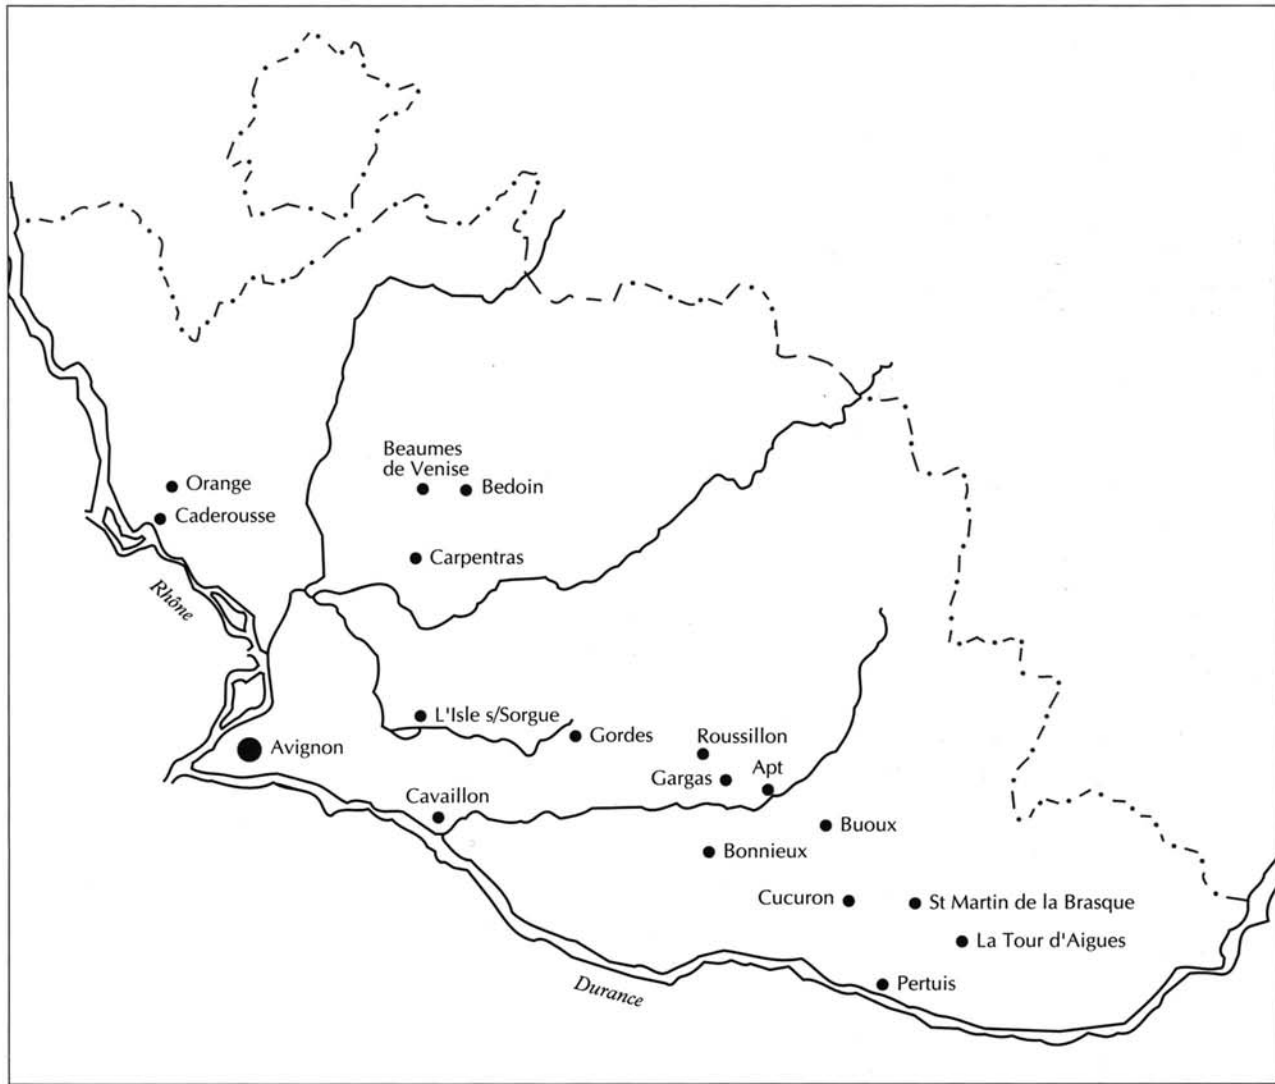 Beaumes
de Venise
Orange
Bedoin
Caderousse
Carpentras
Rhône
L'Isle s/Sorgue
Gordes
Roussillon
Avignon
Gargas
Apt
Cavaillon
Buoux
Bonnieux
Cucuron
St Martin de la Brasque
La Tour d'Aigues
Pertuis
Durance